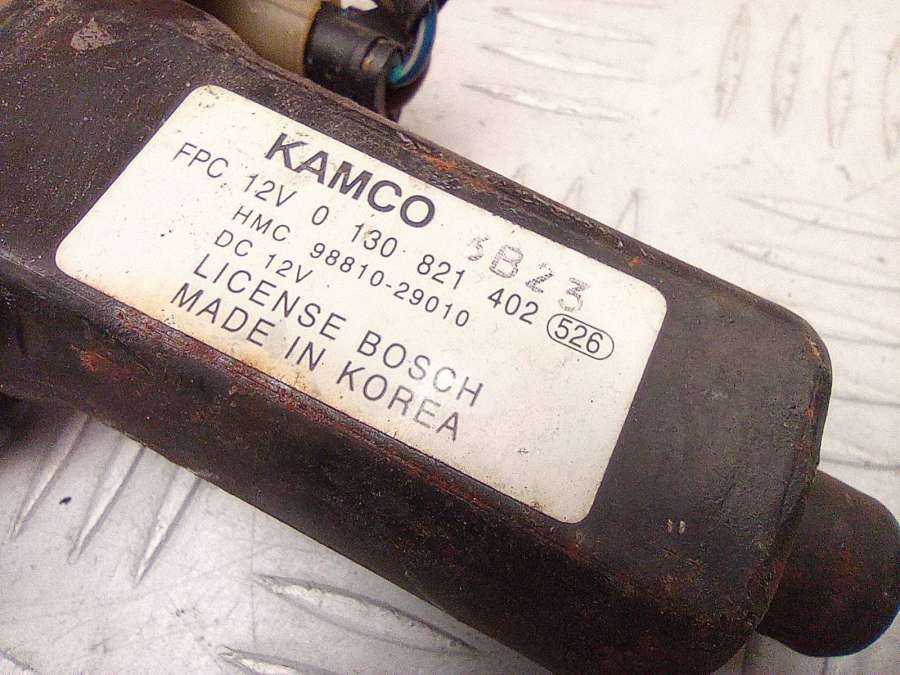 KAMCO
FPC 12V 0 130 821 402 526
3B23
HMC 98810-29010
DC 12V
LICENSE BOSCH
MADE IN KOREA